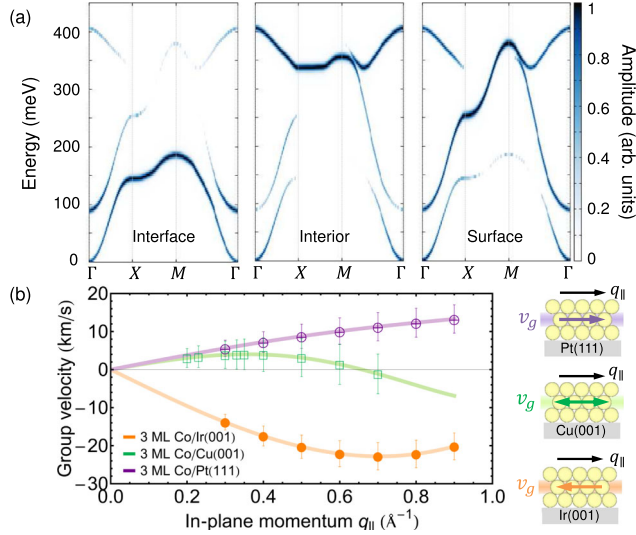 (a)
Energy (meV)
400
300
200
100
0
Interface
Interior
Surface
Γ X M Γ
Γ X M Γ
Γ X M Γ
1
0.8
0.6
0.4
0.2
0
Amplitude (arb. units)
(b)
Group velocity (km/s)
20
10
0
−10
−20
−30
3 ML Co/Ir(001)
3 ML Co/Cu(001)
3 ML Co/Pt(111)
0.0 0.2 0.4 0.6 0.8 1.0
In-plane momentum q|| (Å⁻¹)
q||
vg
Pt(111)
q||
vg
Cu(001)
q||
vg
Ir(001)